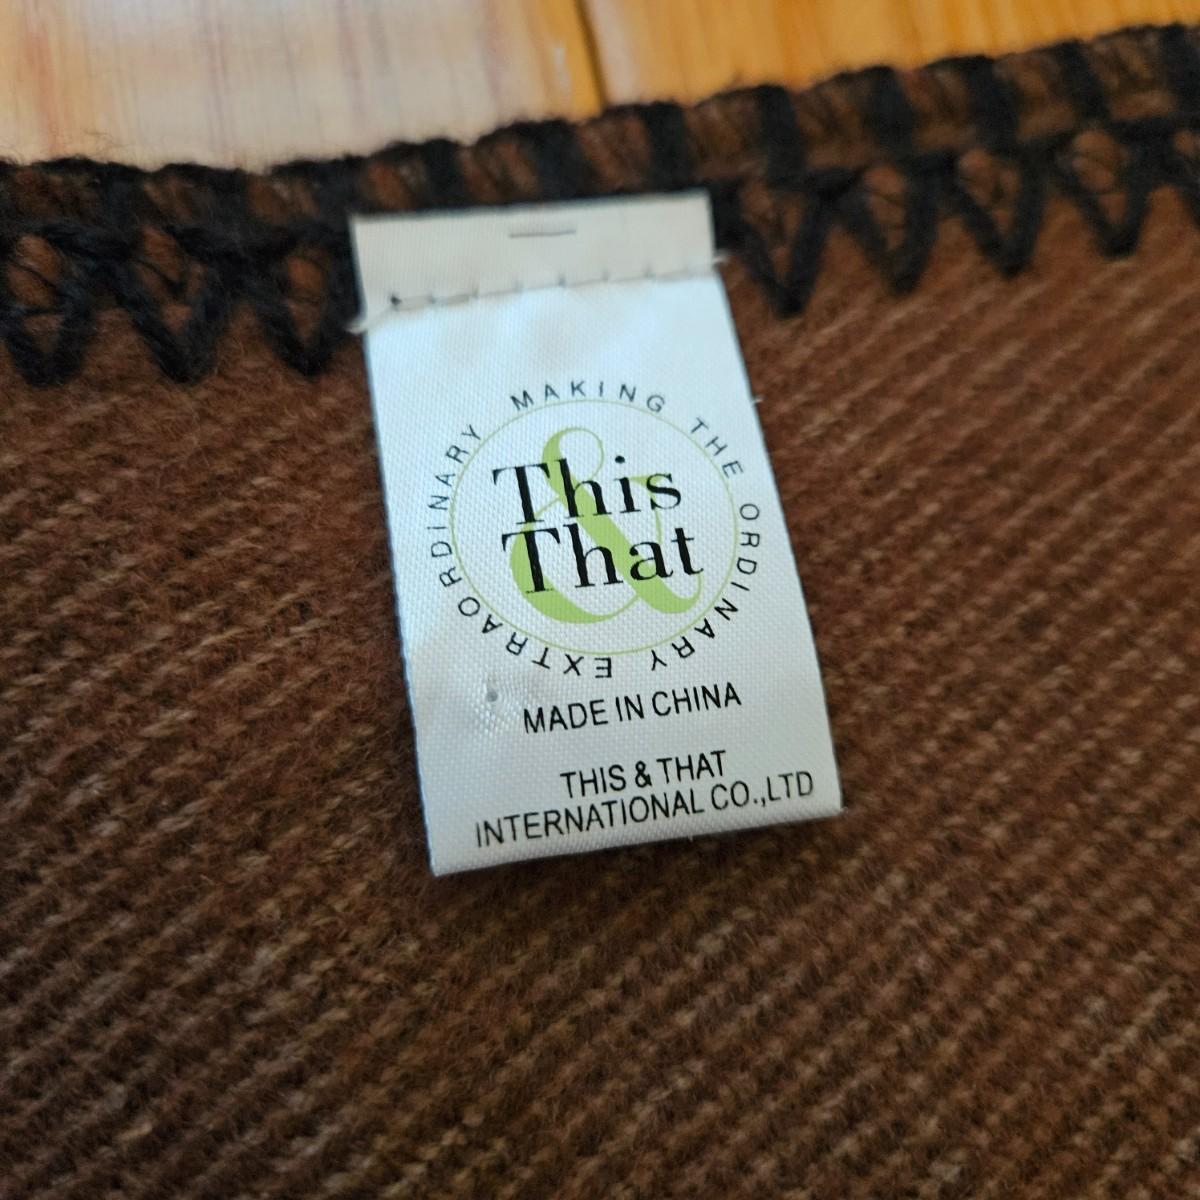 MAKING THE ORDINARY EXTRAORDINARY
This
&
That
MADE IN CHINA
THIS & THAT
INTERNATIONAL CO.,LTD